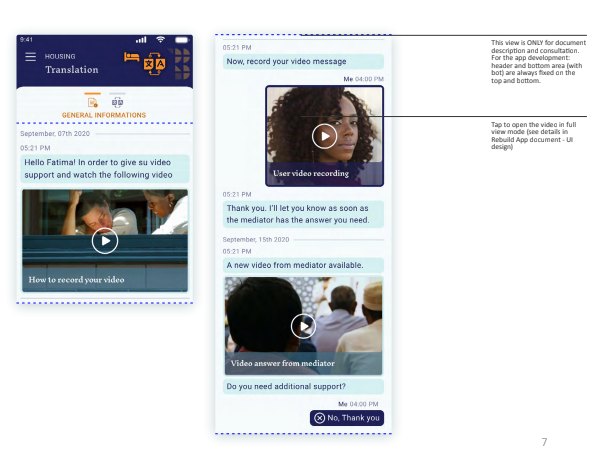 9:41
HOUSING
Translation
GENERAL INFORMATIONS
September, 07th 2020
05:21 PM
Hello Fatima! In order to give su video
support and watch the following video
How to record your video
05:21 PM
Now, record your video message
Me 04:00 PM
User video recording
05:21 PM
Thank you. I'll let you know as soon as
the mediator has the answer you need.
September, 15th 2020
05:21 PM
A new video from mediator available.
Video answer from mediator
Do you need additional support?
Me 04:00 PM
No, Thank you
This view is ONLY for document
description and consultation.
For the app development:
header and bottom area (with
bot) are always fixed on the
top and bottom.
Tap to open the video in full
view mode (see details in
Rebuild App document - UI
design)
7